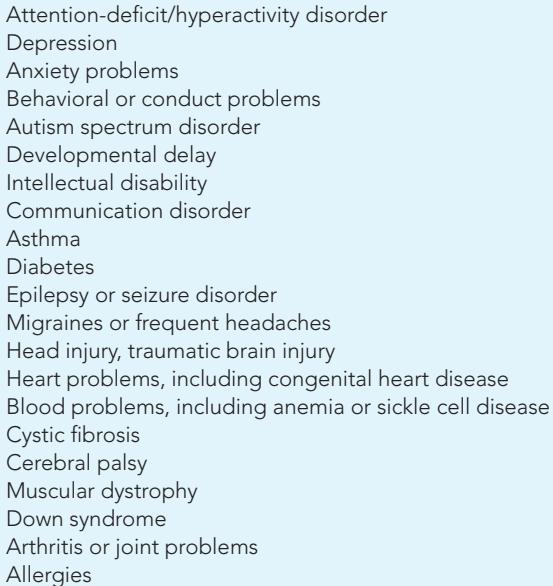 Attention-deficit/hyperactivity disorder
Depression
Anxiety problems
Behavioral or conduct problems
Autism spectrum disorder
Developmental delay
Intellectual disability
Communication disorder
Asthma
Diabetes
Epilepsy or seizure disorder
Migraines or frequent headaches
Head injury, traumatic brain injury
Heart problems, including congenital heart disease
Blood problems, including anemia or sickle cell disease
Cystic fibrosis
Cerebral palsy
Muscular dystrophy
Down syndrome
Arthritis or joint problems
Allergies